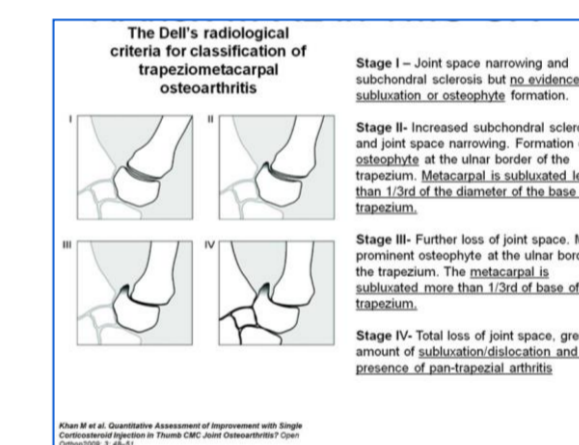 The Dell's radiological
criteria for classification of
trapeziometacarpal
osteoarthritis
I
II
III
IV
Stage I – Joint space narrowing and
subchondral sclerosis but no evidence
subluxation or osteophyte formation.
Stage II- Increased subchondral
and joint space narrowing. Formation
osteophyte at the ulnar border of the
trapezium. Metacarpal is subluxated
than 1/3rd of the diameter of the base
trapezium.
Stage III- Further loss of joint space.
prominent osteophyte at the ulnar
the trapezium. The metacarpal is
subluxated more than 1/3rd of base of
trapezium.
Stage IV- Total loss of joint space,
amount of subluxation/dislocation and
presence of pan-trapezial arthritis
Khan M et al. Quantitative Assessment of Improvement with Single
Corticosteroid Injection in Thumb CMC Joint Osteoarthritis? Open